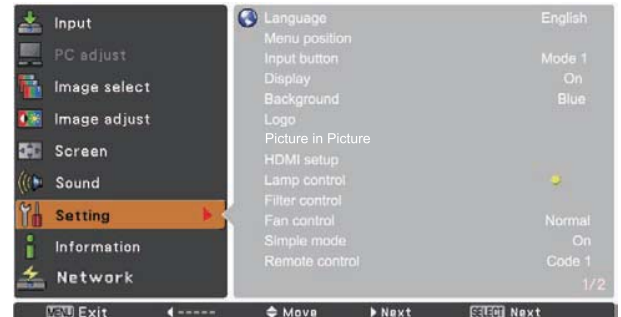 Input
PC adjust
Image select
Image adjust
Screen
Sound
Setting
Information
Network
Language English
Menu position
Input button Mode 1
Display On
Background Blue
Logo
Picture in Picture
HDMI setup
Lamp control
Filter control
Fan control Normal
Simple mode On
Remote control Code 1
1/2
MENU Exit ◀----- Move Next SELECT Next